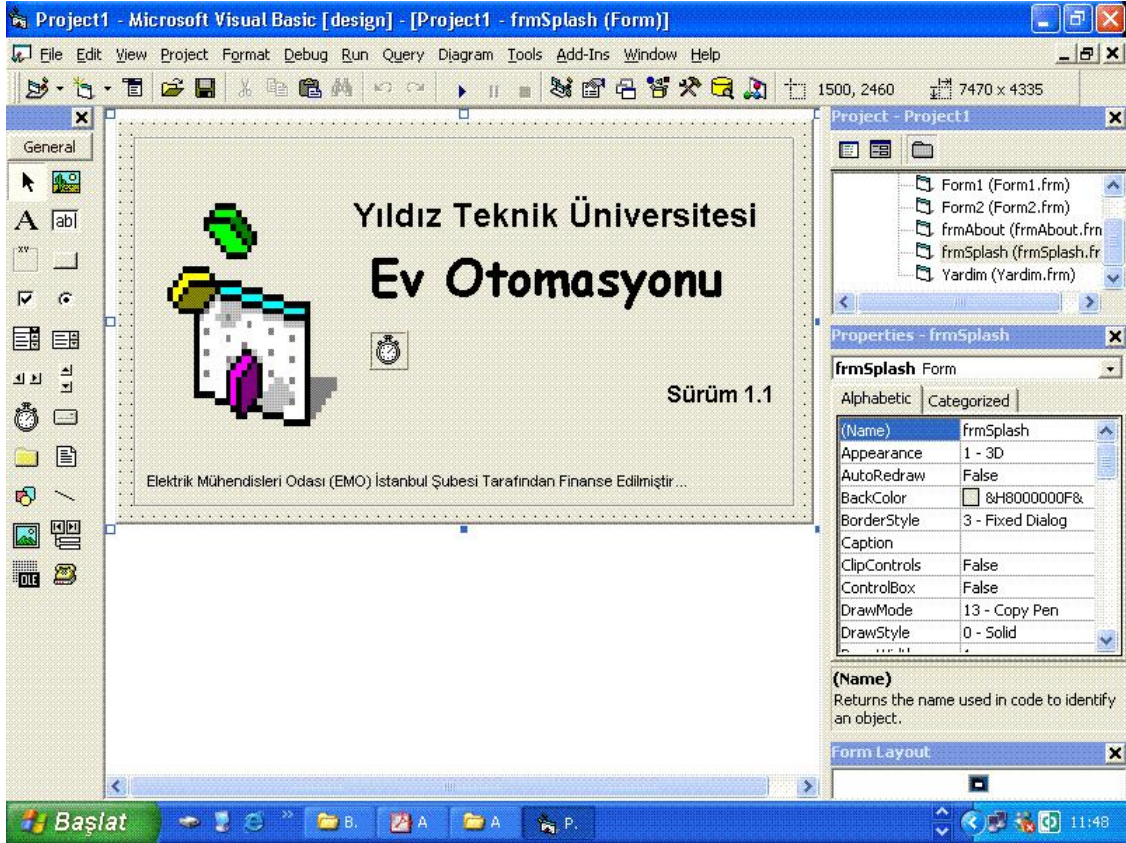 Project1 - Microsoft Visual Basic [design] - [Project1 - frmSplash (Form)]
File Edit View Project Format Debug Run Query Diagram Tools Add-Ins Window Help
1500, 2460 7470 x 4335
General
A ab|
xv
OLE
Yıldız Teknik Üniversitesi
Ev Otomasyonu
Sürüm 1.1
Elektrik Mühendisleri Odası (EMO) İstanbul Şubesi Tarafından Finanse Edilmiştir...
Project - Project1
Form1 (Form1.frm)
Form2 (Form2.frm)
frmAbout (frmAbout.frn
frmSplash (frmSplash.fr
Yardim (Yardim.frm)
Properties - frmSplash
frmSplash Form
Alphabetic Categorized
(Name) frmSplash
Appearance 1 - 3D
AutoRedraw False
BackColor &H8000000F&
BorderStyle 3 - Fixed Dialog
Caption
ClipControls False
ControlBox False
DrawMode 13 - Copy Pen
DrawStyle 0 - Solid
(Name)
Returns the name used in code to identify
an object.
Form Layout
Başlat » B. A A P. 11:48